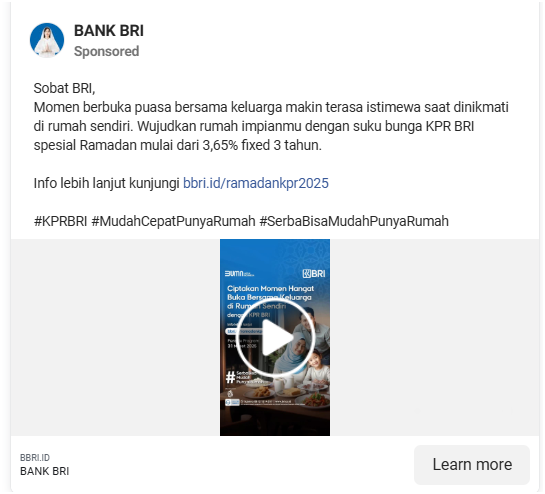 BANK BRI
Sponsored
Sobat BRI,
Momen berbuka puasa bersama keluarga makin terasa istimewa saat dinikmati
di rumah sendiri. Wujudkan rumah impianmu dengan suku bunga KPR BRI
spesial Ramadan mulai dari 3,65% fixed 3 tahun.
Info lebih lanjut kunjungi bbri.id/ramadankpr2025
#KPRBRI #MudahCepatPunyaRumah #SerbaBisaMudahPunyaRumah
BUMN
BRI
Ciptakan Momen Hangat
Buka Bersama Keluarga
di Rumah Sendiri
dengan KPR BRI
31 Maret 2025
BBRI.ID
BANK BRI
Learn more